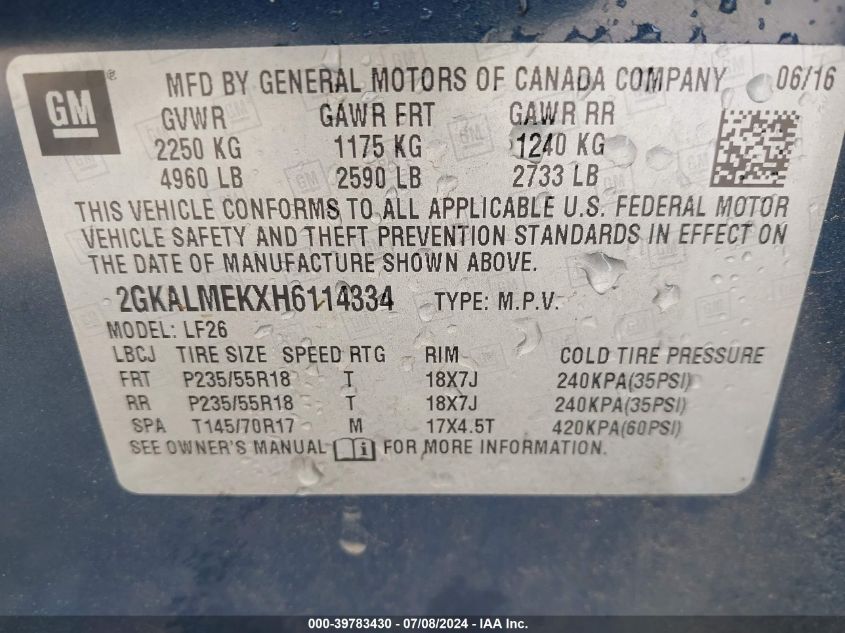 GM ® MFD BY GENERAL MOTORS OF CANADA COMPANY 06/16
GVWR GAWR FRT GAWR RR
2250 KG 1175 KG 1240 KG
4960 LB 2590 LB 2733 LB
THIS VEHICLE CONFORMS TO ALL APPLICABLE U.S. FEDERAL MOTOR
VEHICLE SAFETY AND THEFT PREVENTION STANDARDS IN EFFECT ON
THE DATE OF MANUFACTURE SHOWN ABOVE.
2GKALMEKXH6114334 TYPE: M.P.V.
MODEL: LF26
LBCJ TIRE SIZE SPEED RTG RIM COLD TIRE PRESSURE
FRT P235/55R18 T 18X7J 240KPA(35PSI)
RR P235/55R18 T 18X7J 240KPA(35PSI)
SPA T145/70R17 M 17X4.5T 420KPA(60PSI)
SEE OWNER'S MANUAL i FOR MORE INFORMATION.
000-39783430 - 07/08/2024 - VEHICLE - IAA Inc.